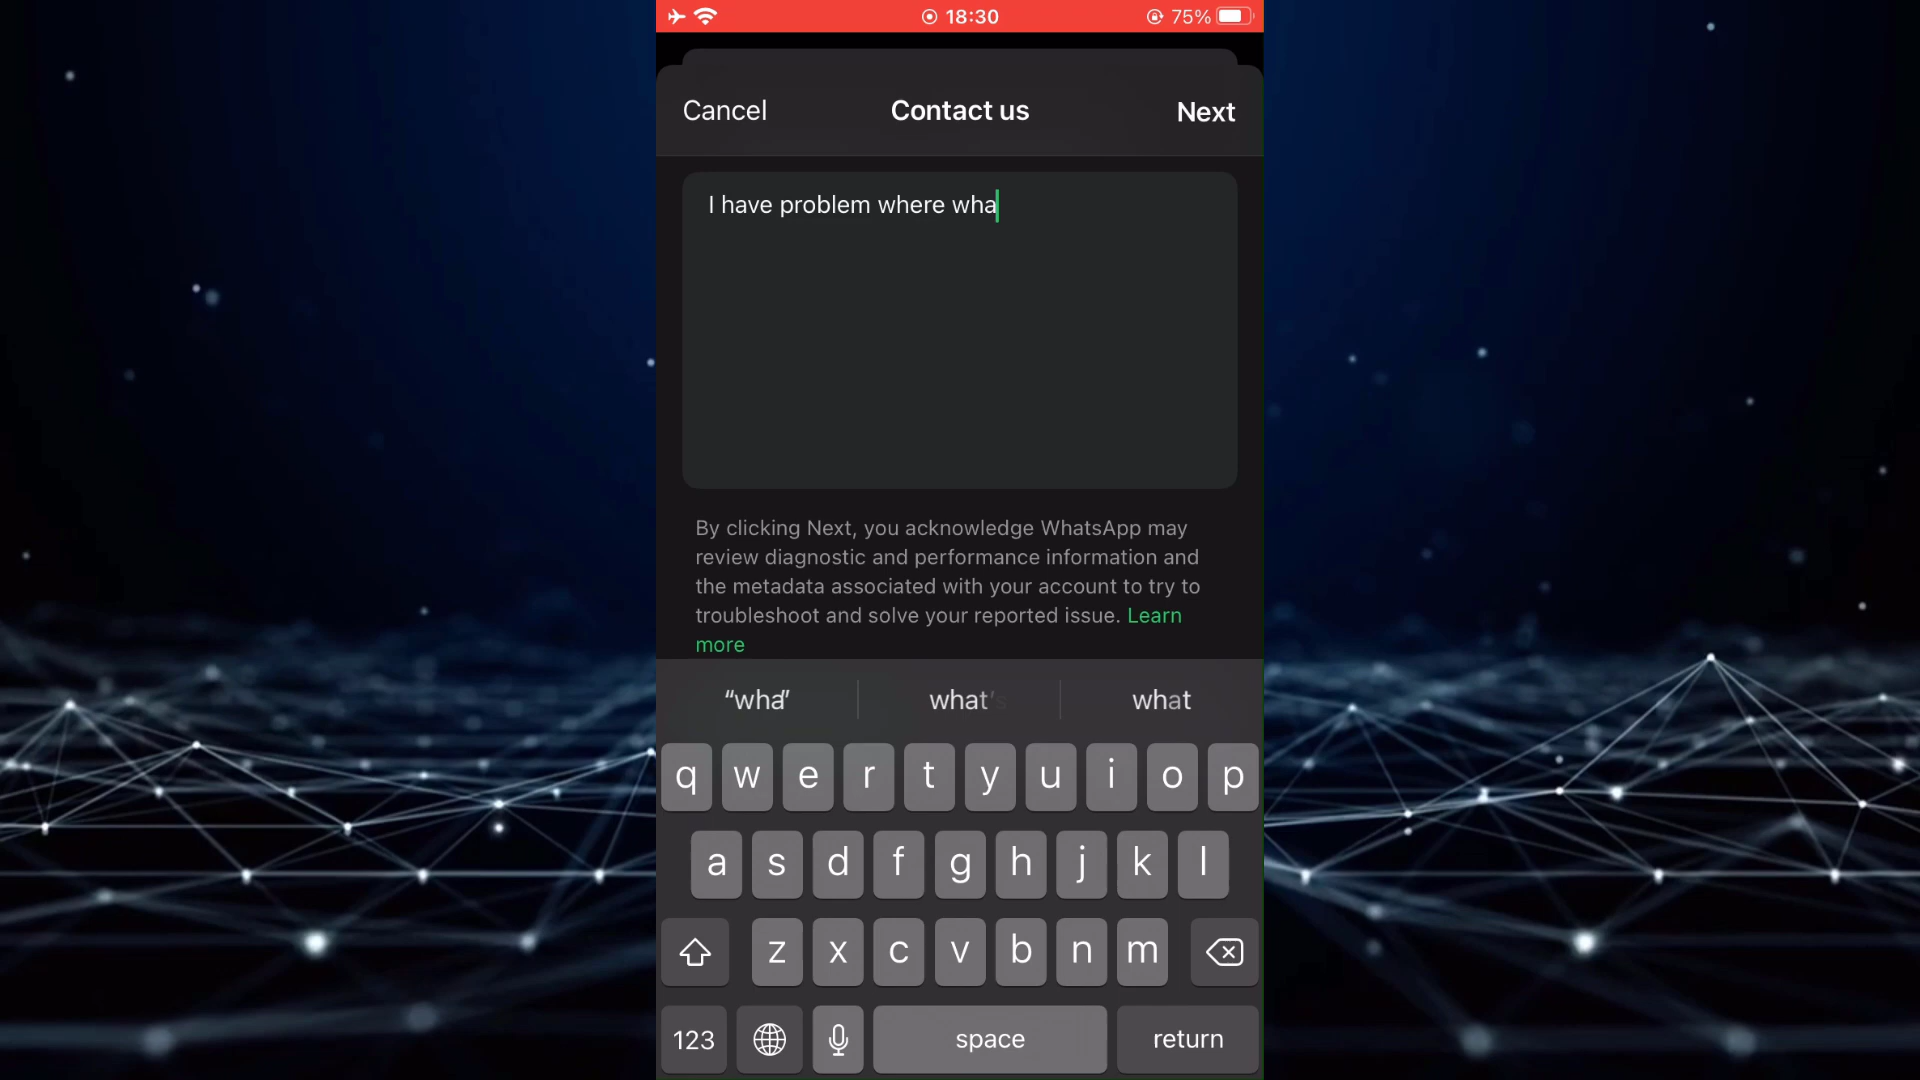 18:30
75%
Cancel
Contact us
Next
I have problem where wha
By clicking Next, you acknowledge WhatsApp may
review diagnostic and performance information and
the metadata associated with your account to try to
troubleshoot and solve your reported issue. Learn
more
“wha” what's what
q w e r t y u i o p
a s d f g h j k l
z x c v b n m
123 space return